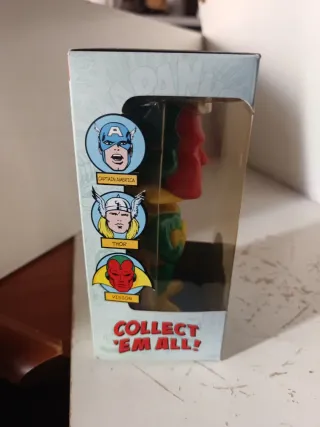 A
CAPTAIN AMERICA
THOR
VISION
COLLECT
'EM ALL!